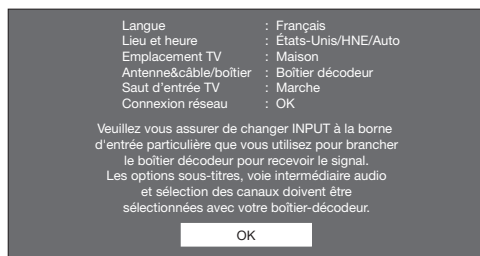 Langue : Français
Lieu et heure : États-Unis/HNE/Auto
Emplacement TV : Maison
Antenne&câble/boîtier : Boîtier décodeur
Saut d'entrée TV : Marche
Connexion réseau : OK
Veuillez vous assurer de changer INPUT à la borne
d'entrée particulière que vous utilisez pour brancher
le boîtier décodeur pour recevoir le signal.
Les options sous-titres, voie intermédiaire audio
et sélection des canaux doivent être
sélectionnées avec votre boîtier-décodeur.
OK